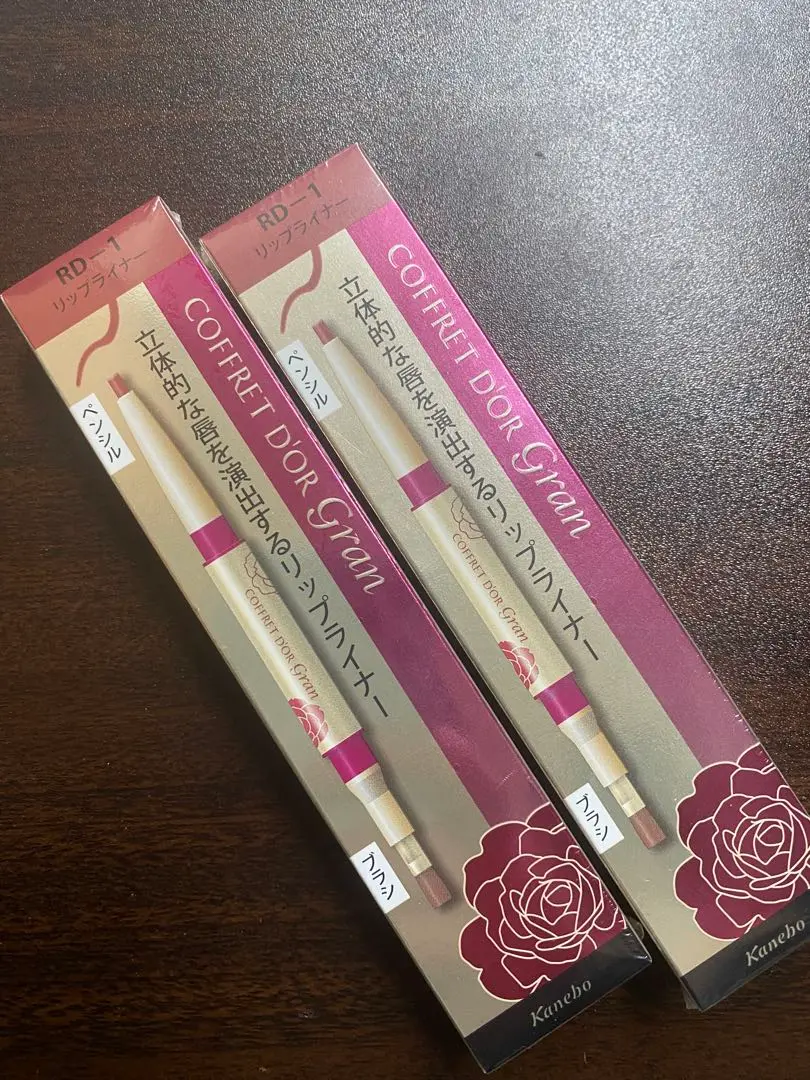 RD－1
リップライナー
ペンシル
立体的な唇を演出するリップライナー
COFFRET D'OR Gran
COFFRET D'OR Gran
ブラシ
Kanebo
RD－1
リップライナー
ペンシル
立体的な唇を演出するリップライナー
COFFRET D'OR Gran
COFFRET D'OR Gran
ブラシ
Kanebo